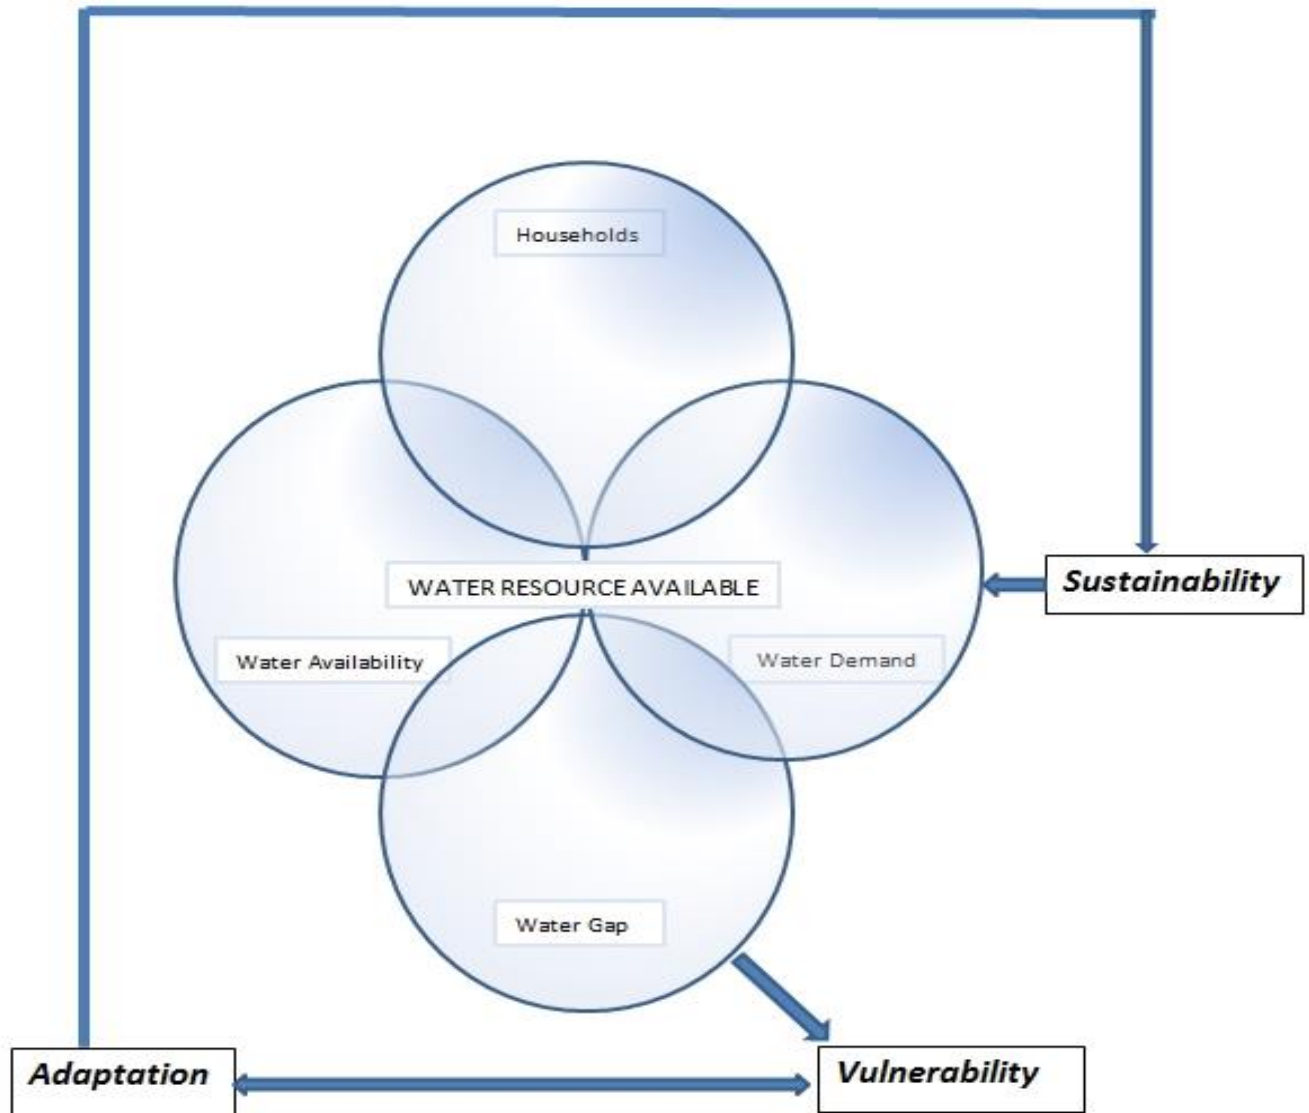 Households
WATER RESOURCE AVAILABLE
Sustainability
Water Availability
Water Demand
Water Gap
Adaptation
Vulnerability